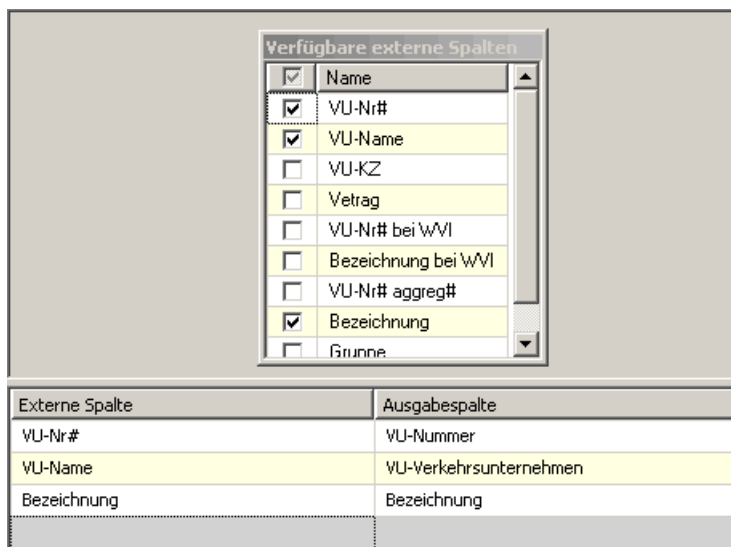 Verfügbare externe Spalten
Name
VU-Nr#
VU-Name
VU-KZ
Vetrag
VU-Nr# bei WVI
Bezeichnung bei WVI
VU-Nr# aggreg#
Bezeichnung
Gruppe
Externe Spalte Ausgabespalte
VU-Nr# VU-Nummer
VU-Name VU-Verkehrsunternehmen
Bezeichnung Bezeichnung